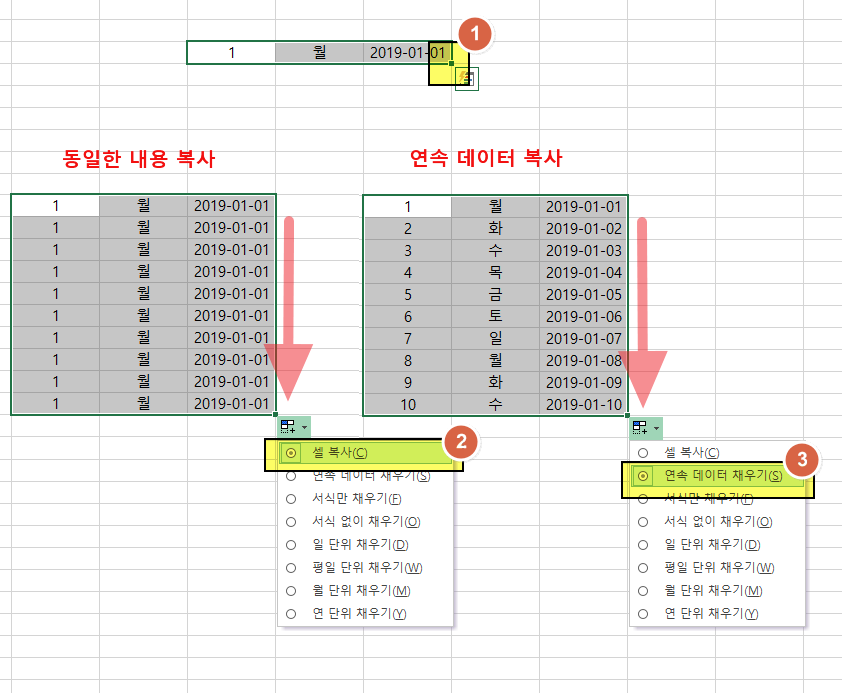 1
1 월 2019-01-01
동일한 내용 복사
1 월 2019-01-01
1 월 2019-01-01
1 월 2019-01-01
1 월 2019-01-01
1 월 2019-01-01
1 월 2019-01-01
1 월 2019-01-01
1 월 2019-01-01
1 월 2019-01-01
1 월 2019-01-01
2
셀 복사(C)
연속 데이터 채우기(S)
서식만 채우기(F)
서식 없이 채우기(O)
일 단위 채우기(D)
평일 단위 채우기(W)
월 단위 채우기(M)
연 단위 채우기(Y)
연속 데이터 복사
1 월 2019-01-01
2 화 2019-01-02
3 수 2019-01-03
4 목 2019-01-04
5 금 2019-01-05
6 토 2019-01-06
7 일 2019-01-07
8 월 2019-01-08
9 화 2019-01-09
10 수 2019-01-10
셀 복사(C)
3
연속 데이터 채우기(S)
서식만 채우기(F)
서식 없이 채우기(O)
일 단위 채우기(D)
평일 단위 채우기(W)
월 단위 채우기(M)
연 단위 채우기(Y)